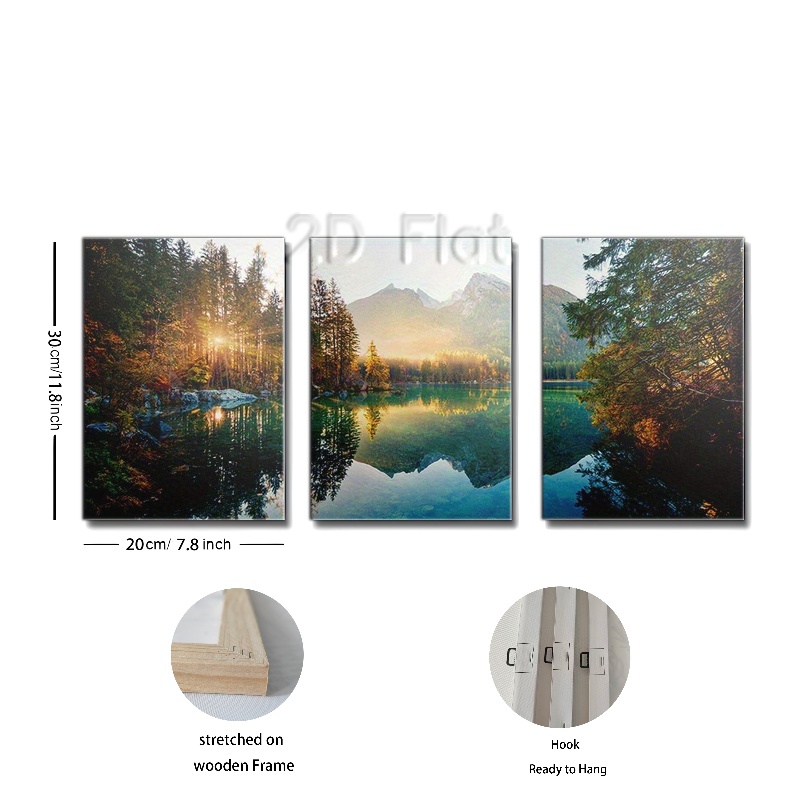 2D Flat
30cm/11.8inch
20cm/ 7.8 inch
stretched on
wooden Frame
Hook
Ready to Hang